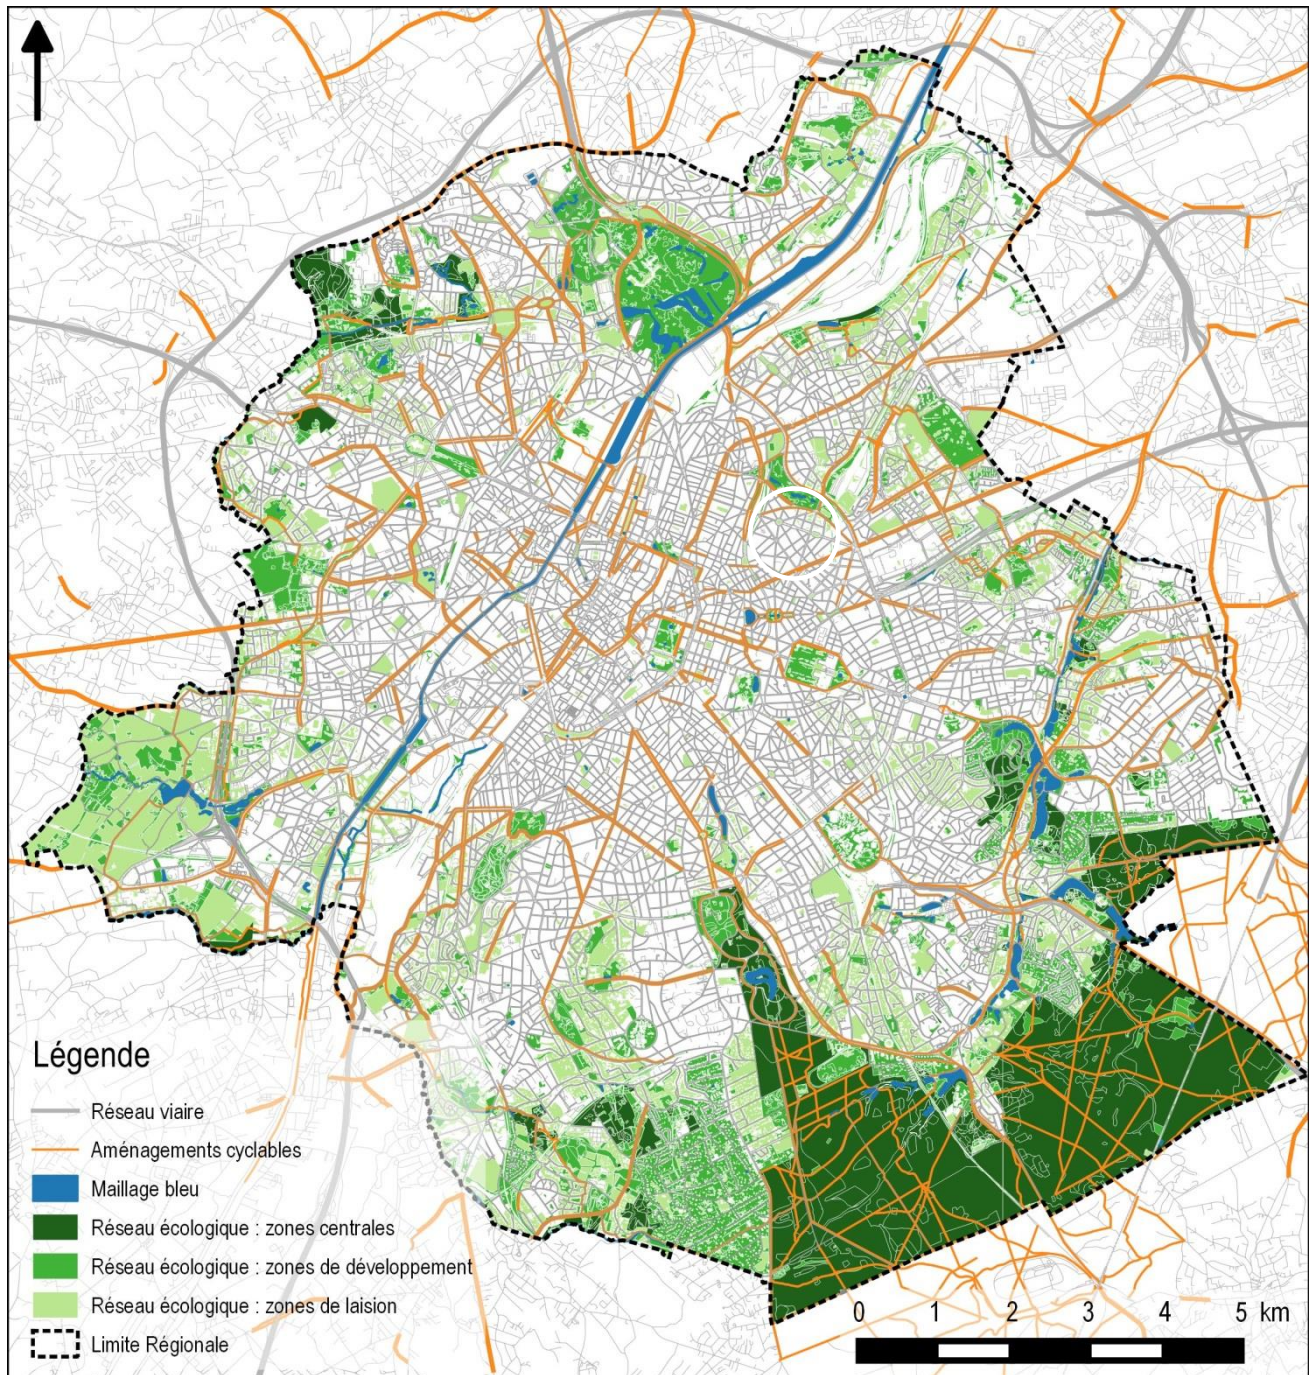 Légende
Réseau viaire
Aménagements cyclables
Maillage bleu
Réseau écologique : zones centrales
Réseau écologique : zones de développement
Réseau écologique : zones de laision
Limite Régionale
0 1 2 3 4 5 km